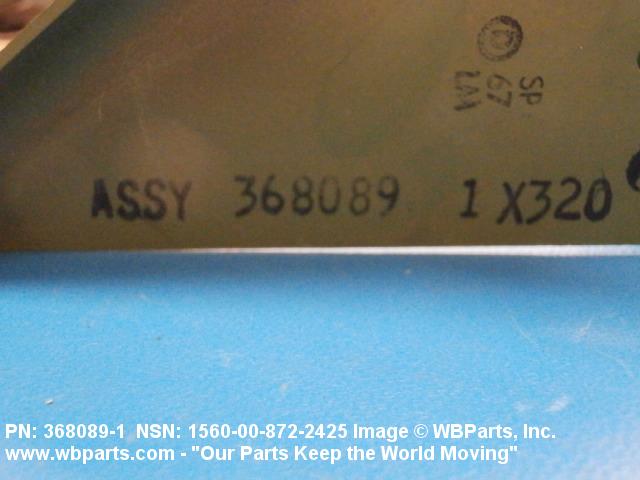 SP
67
ASSY 368089 1 X320
PN: 368089-1 NSN: 1560-00-872-2425 Image © WBParts, Inc.
www.wbparts.com - "Our Parts Keep the World Moving"